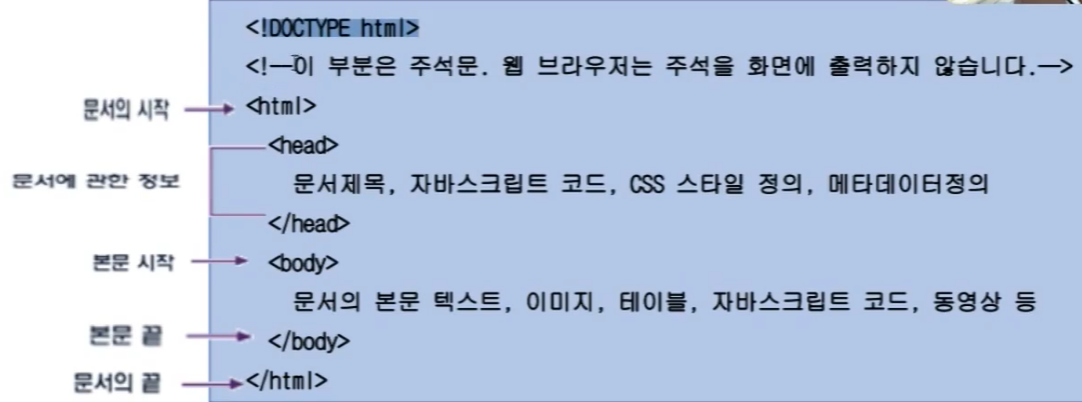 <!DOCTYPE html>
<!—이 부분은 주석문. 웹 브라우저는 주석을 화면에 출력하지 않습니다.—>
문서의 시작 <html>
<head>
문서에 관한 정보
문서제목, 자바스크립트 코드, CSS 스타일 정의, 메타데이터정의
</head>
본문 시작 <body>
문서의 본문 텍스트, 이미지, 테이블, 자바스크립트 코드, 동영상 등
본문 끝 </body>
문서의 끝 </html>